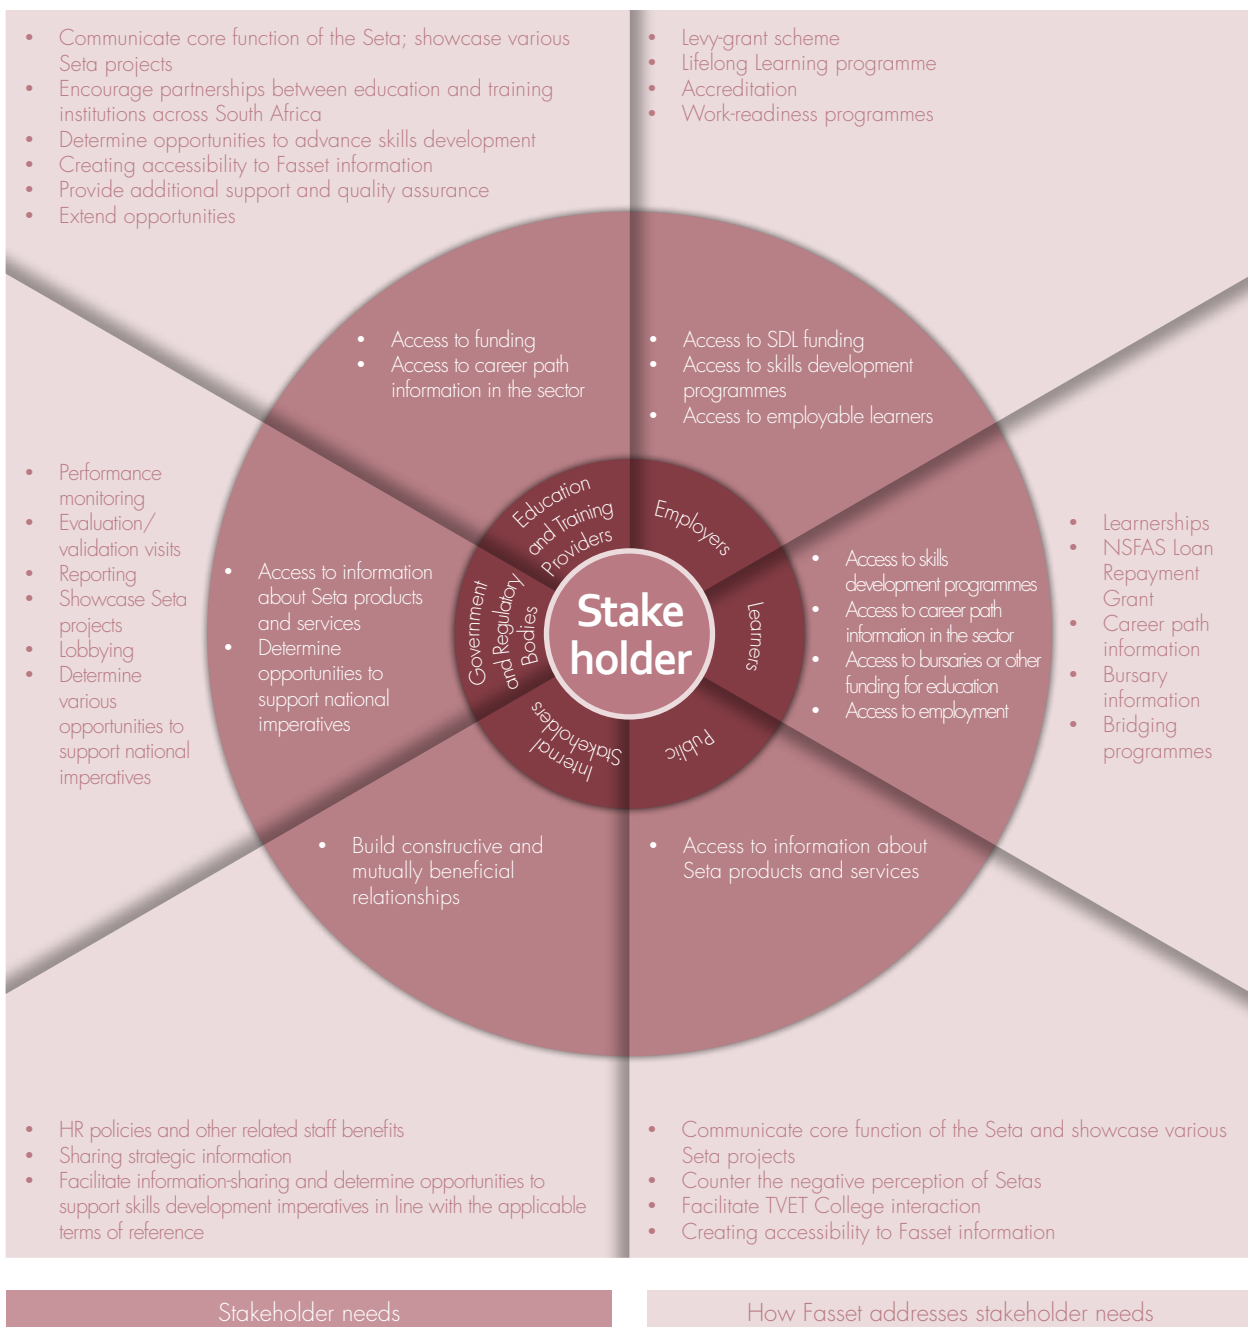 • Communicate core function of the Seta; showcase various
Seta projects
• Encourage partnerships between education and training
institutions across South Africa
• Determine opportunities to advance skills development
• Creating accessibility to Fasset information
• Provide additional support and quality assurance
• Extend opportunities
• Levy-grant scheme
• Lifelong Learning programme
• Accreditation
• Work-readiness programmes
• Access to funding
• Access to career path
information in the sector
• Access to SDL funding
• Access to skills development
programmes
• Access to employable learners
• Performance
monitoring
• Evaluation/
validation visits
• Reporting
• Showcase Seta
projects
• Lobbying
• Determine
various
opportunities to
support national
imperatives
• Access to information
about Seta products
and services
• Determine
opportunities to
support national
imperatives
Education
and Training
Providers
Employers
Government
and Regulatory
Bodies
Stake
holder
Learners
Internal
Stakeholders
Public
• Access to skills
development programmes
• Access to career path
information in the sector
• Access to bursaries or other
funding for education
• Access to employment
• Learnerships
• NSFAS Loan
Repayment
Grant
• Career path
information
• Bursary
information
• Bridging
programmes
• Build constructive and
mutually beneficial
relationships
• Access to information about
Seta products and services
• HR policies and other related staff benefits
• Sharing strategic information
• Facilitate information-sharing and determine opportunities to
support skills development imperatives in line with the applicable
terms of reference
• Communicate core function of the Seta and showcase various
Seta projects
• Counter the negative perception of Setas
• Facilitate TVET College interaction
• Creating accessibility to Fasset information
Stakeholder needs
How Fasset addresses stakeholder needs